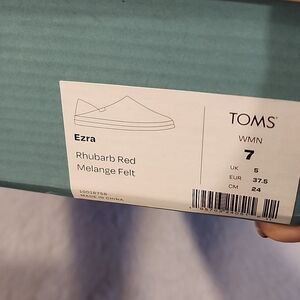 TOMS
Ezra
Rhubarb Red
Melange Felt
WMN
7
UK 5
EUR 37.5
CM 24
MADE IN CHINA